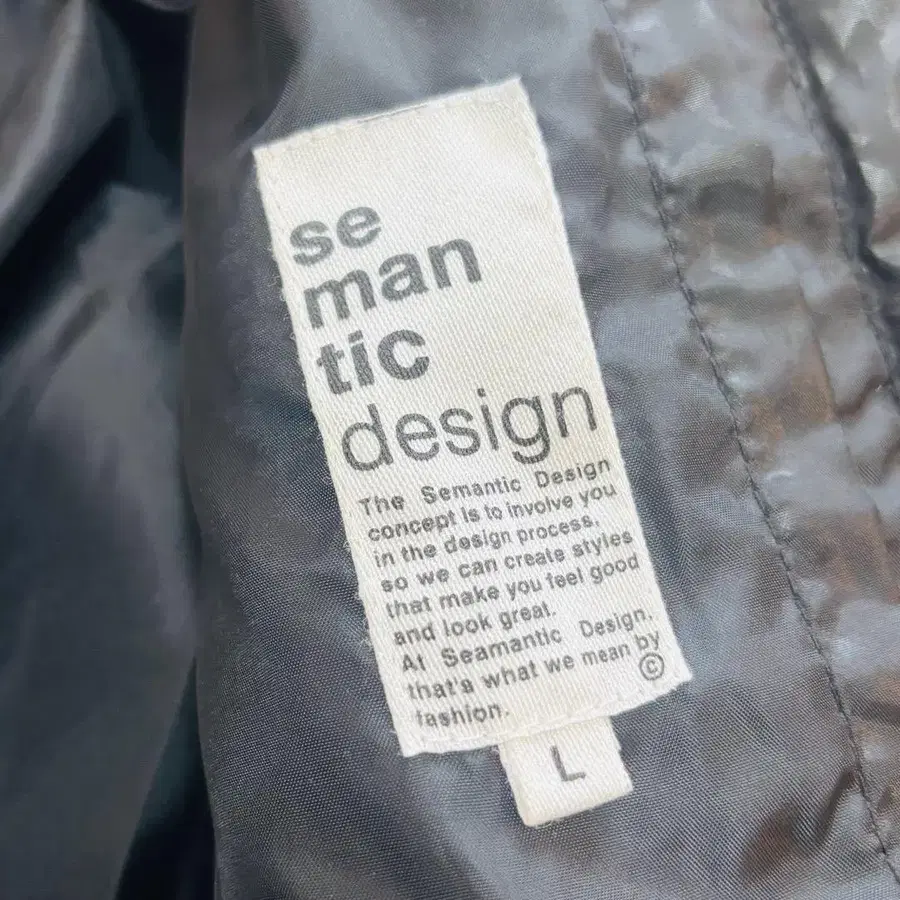 se
man
tic
design
The Semantic Design
concept is to involve you
in the design process,
so we can create styles
that make you feel good
and look great.
At Seamantic Design,
that's what we mean by
fashion. ©
L